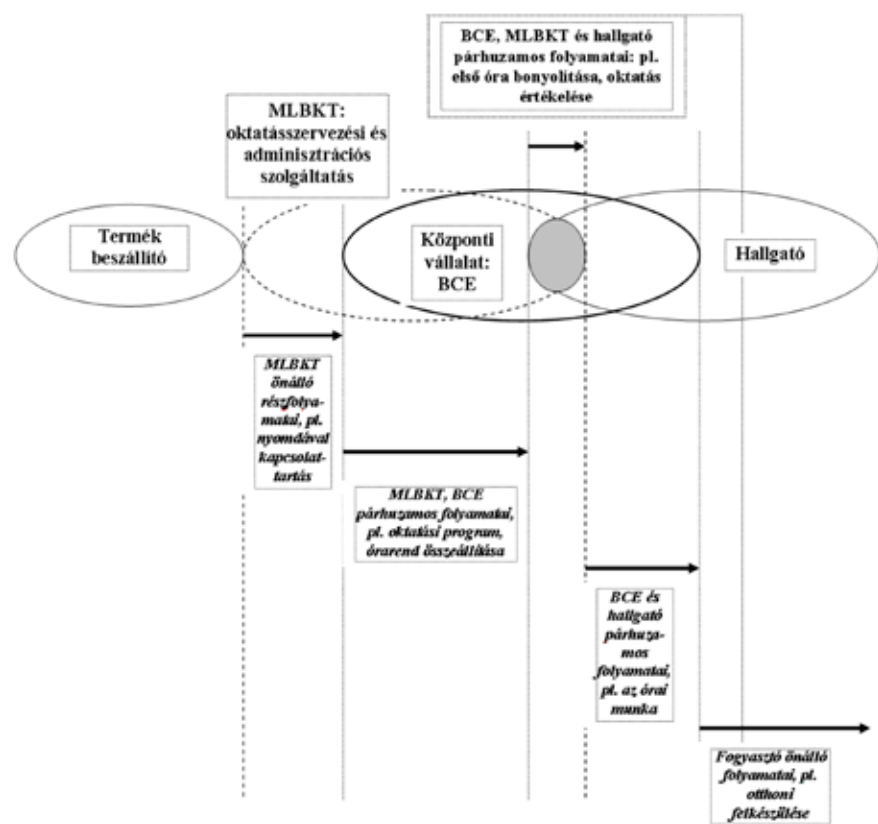 BCE, MLBKT és hallgató
párhuzamos folyamatai: pl.
első óra bonyolítása, oktatás
értékelése
MLBKT:
oktatásszervezési és
adminisztrációs
szolgáltatás
Termék
beszállító
Központi
vállalat:
BCE
Hallgató
MLBKT
önálló
részfolya-
matai, pl.
nyomdával
kapcsolat-
tartás
MLBKT, BCE
párhuzamos folyamatai,
pl. oktatási program,
órarend összeállítása
BCE és
hallgató
párhuza-
mos
folyamatai,
pl. az órai
munka
Fogyasztó önálló
folyamatai, pl.
otthoni
felkészülése